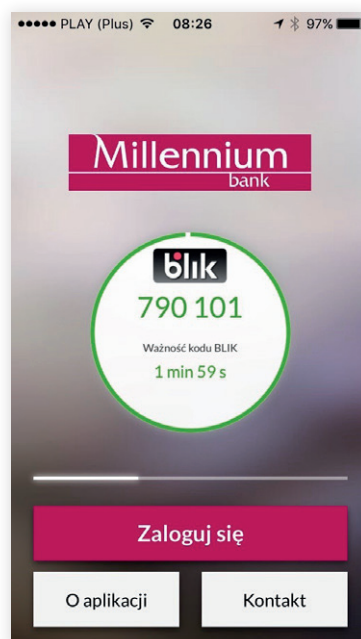 PLAY (Plus) 08:26 97%
Millennium
bank
blik
790 101
Ważność kodu BLIK
1 min 59 s
Zaloguj się
O aplikacji Kontakt